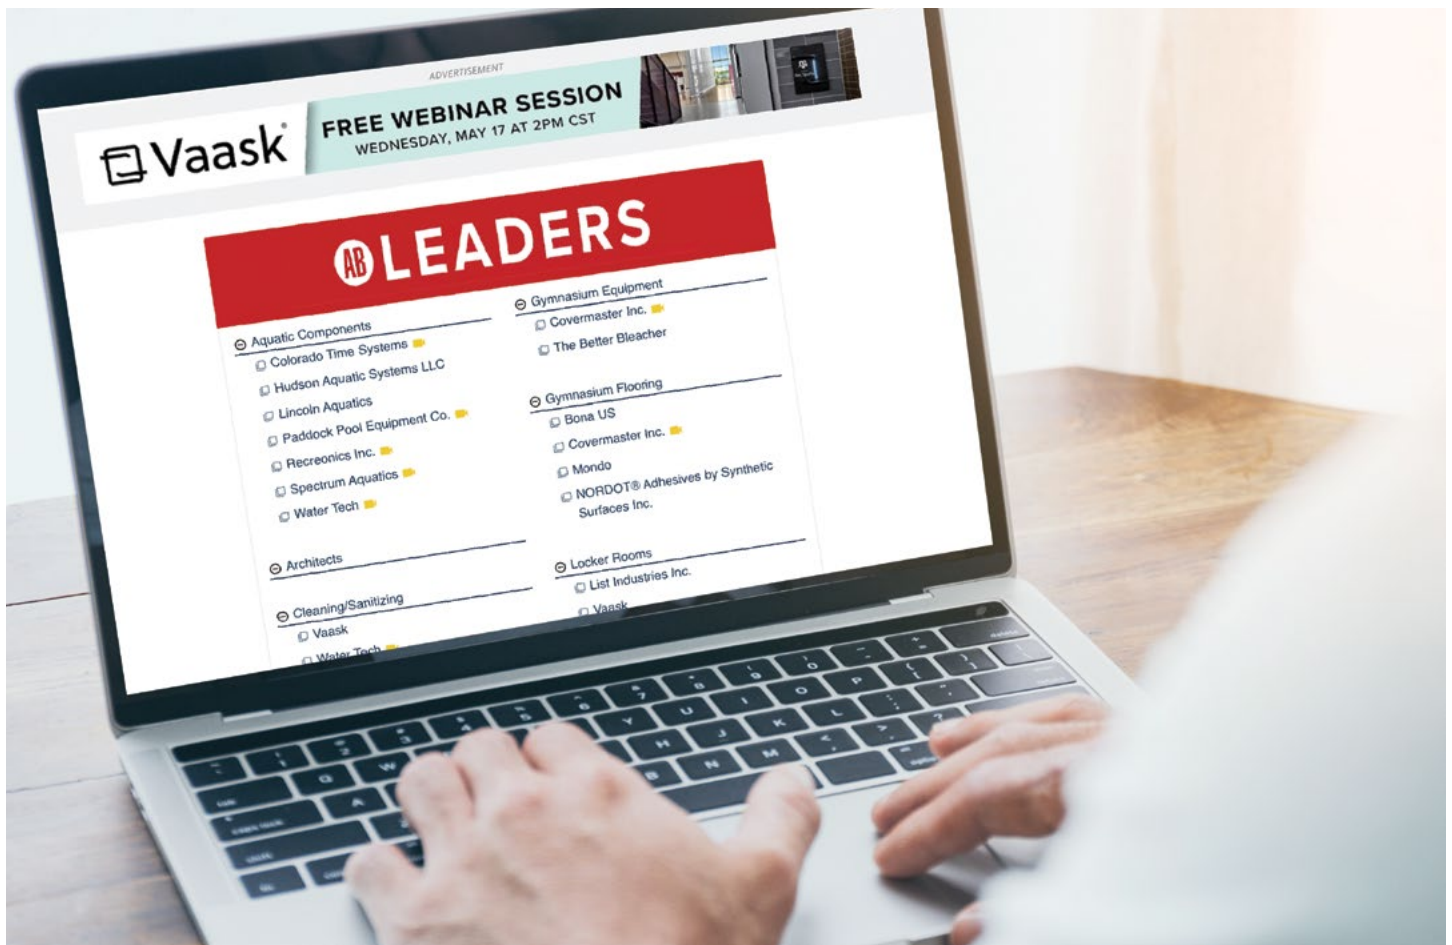 ADVERTISEMENT
Vaask®
FREE WEBINAR SESSION
WEDNESDAY, MAY 17 AT 2PM CST
AB LEADERS
Aquatic Components
Colorado Time Systems
Hudson Aquatic Systems LLC
Lincoln Aquatics
Paddock Pool Equipment Co.
Recreonics Inc.
Spectrum Aquatics
Water Tech
Architects
Cleaning/Sanitizing
Vaask
Water Tech
Gymnasium Equipment
Covermaster Inc.
The Better Bleacher
Gymnasium Flooring
Bona US
Covermaster Inc.
Mondo
NORDOT® Adhesives by Synthetic
Surfaces Inc.
Locker Rooms
List Industries Inc.
Vaask